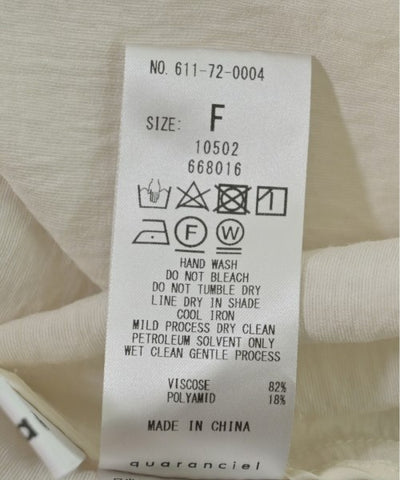 NO. 611-72-0004
SIZE: F
10502
668016
F W
HAND WASH
DO NOT BLEACH
DO NOT TUMBLE DRY
LINE DRY IN SHADE
COOL IRON
MILD PROCESS DRY CLEAN
PETROLEUM SOLVENT ONLY
WET CLEAN GENTLE PROCESS
VISCOSE 82%
POLYAMID 18%
MADE IN CHINA
quaranciel